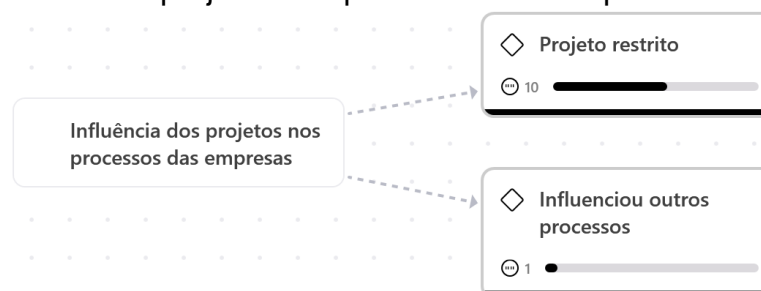 Influência dos projetos nos
processos das empresas
Projeto restrito
10
Influenciou outros
processos
1